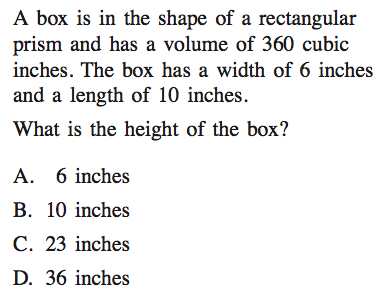 A box is in the shape of a rectangular
prism and has a volume of 360 cubic
inches. The box has a width of 6 inches
and a length of 10 inches.
What is the height of the box?
A. 6 inches
B. 10 inches
C. 23 inches
D. 36 inches